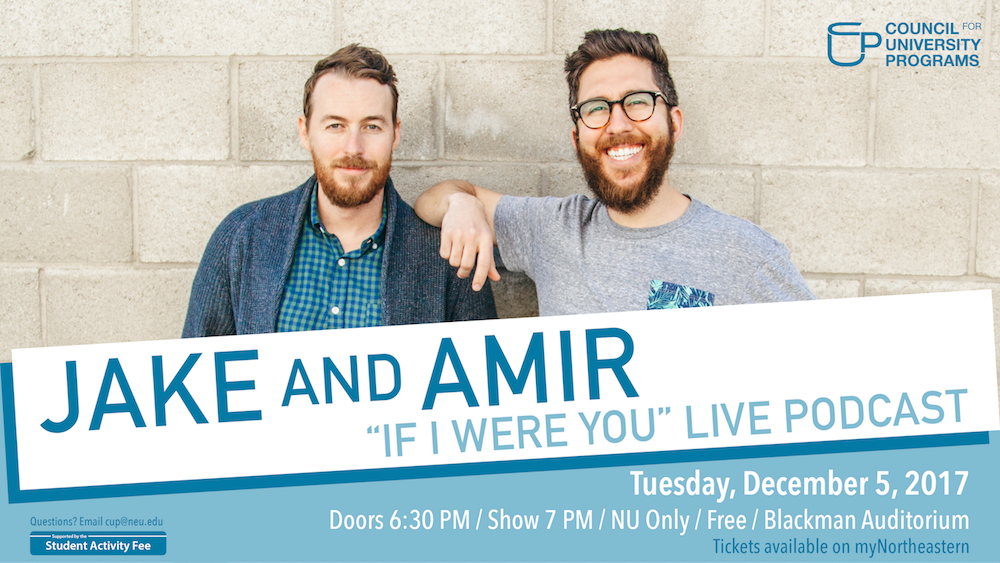 CUP
COUNCIL FOR
UNIVERSITY
PROGRAMS
JAKE AND AMIR
“IF I WERE YOU” LIVE PODCAST
Tuesday, December 5, 2017
Doors 6:30 PM / Show 7 PM / NU Only / Free / Blackman Auditorium
Tickets available on myNortheastern
Questions? Email cup@neu.edu
Supported by the
Student Activity Fee